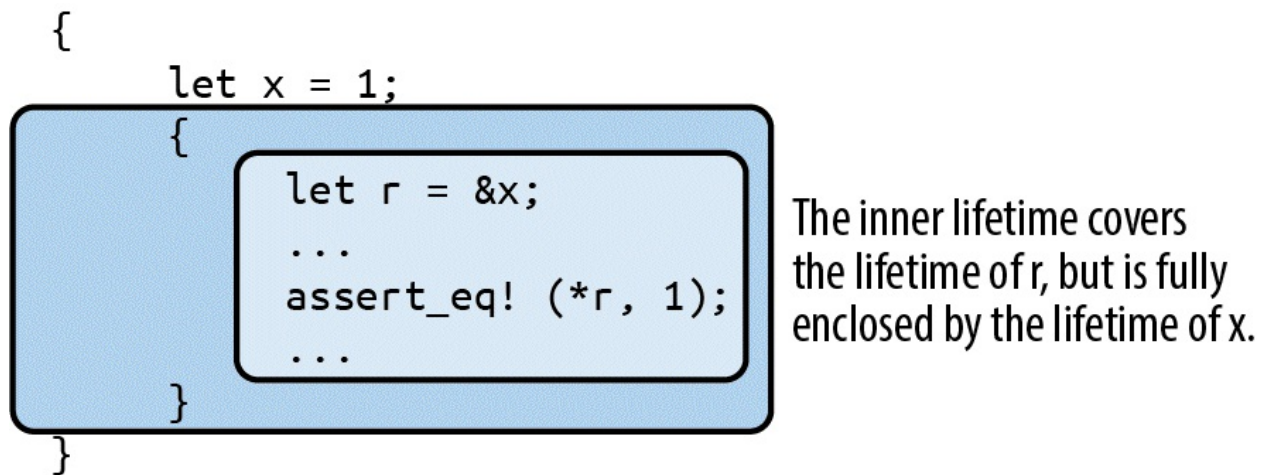 {
let x = 1;
{
let r = &x;
...
assert_eq! (*r, 1);
...
}
}
The inner lifetime covers
the lifetime of r, but is fully
enclosed by the lifetime of x.